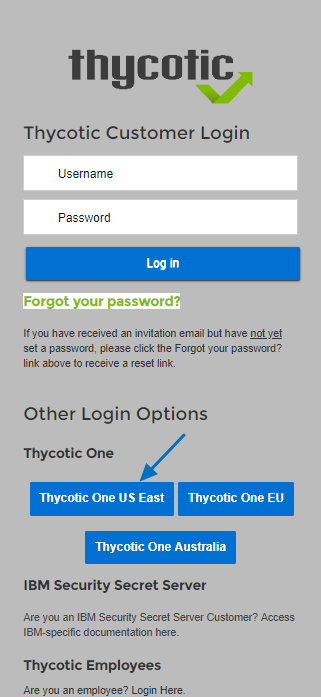 thycotic
Thycotic Customer Login
Username
Password
Log in
Forgot your password?
If you have received an invitation email but have not yet
set a password, please click the Forgot your password?
link above to receive a reset link.
Other Login Options
Thycotic One
Thycotic One US East
Thycotic One EU
Thycotic One Australia
IBM Security Secret Server
Are you an IBM Security Secret Server Customer? Access
IBM-specific documentation here.
Thycotic Employees
Are you an employee? Login Here.